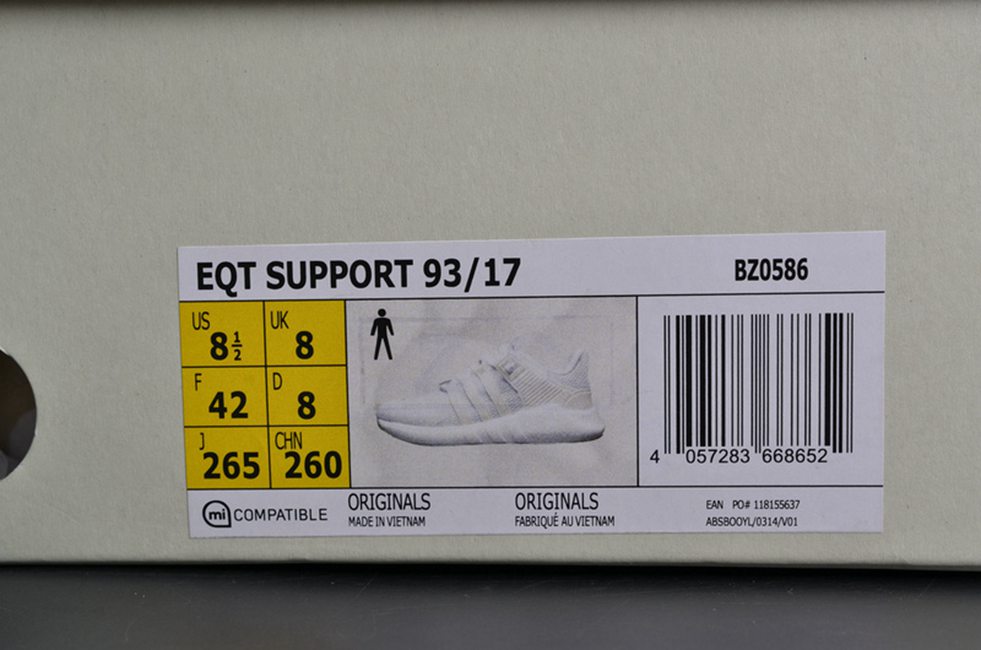 EQT SUPPORT 93/17 BZ0586
US UK
8½ 8
F D
42 8
J CHN
265 260
4 057283 668652
mi COMPATIBLE
ORIGINALS ORIGINALS
MADE IN VIETNAM FABRIQUÉ AU VIETNAM
EAN PO# 118155637
ABSBOOYL/0314/V01